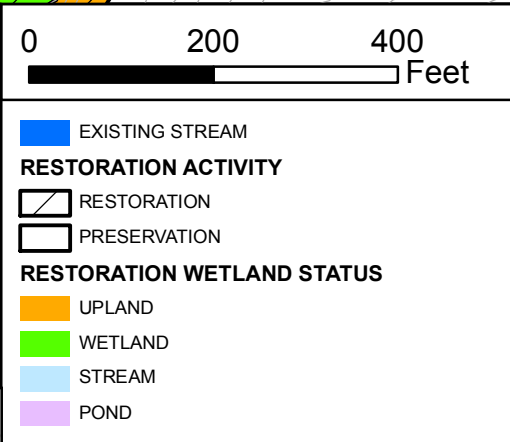 0 200 400
Feet
EXISTING STREAM
RESTORATION ACTIVITY
RESTORATION
PRESERVATION
RESTORATION WETLAND STATUS
UPLAND
WETLAND
STREAM
POND